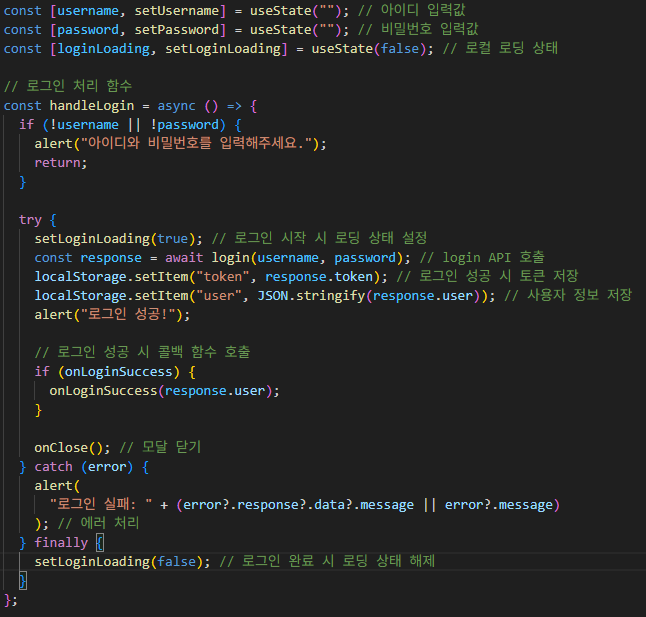 const [username, setUsername] = useState(""); // 아이디 입력값
const [password, setPassword] = useState(""); // 비밀번호 입력값
const [loginLoading, setLoginLoading] = useState(false); // 로컬 로딩 상태

// 로그인 처리 함수
const handleLogin = async () => {
  if (!username || !password) {
    alert("아이디와 비밀번호를 입력해주세요.");
    return;
  }

  try {
    setLoginLoading(true); // 로그인 시작 시 로딩 상태 설정
    const response = await login(username, password); // login API 호출
    localStorage.setItem("token", response.token); // 로그인 성공 시 토큰 저장
    localStorage.setItem("user", JSON.stringify(response.user)); // 사용자 정보 저장
    alert("로그인 성공!");

    // 로그인 성공 시 콜백 함수 호출
    if (onLoginSuccess) {
      onLoginSuccess(response.user);
    }

    onClose(); // 모달 닫기
  } catch (error) {
    alert(
      "로그인 실패: " + (error?.response?.data?.message || error?.message)
    ); // 에러 처리
  } finally {
    setLoginLoading(false); // 로그인 완료 시 로딩 상태 해제
  }
};